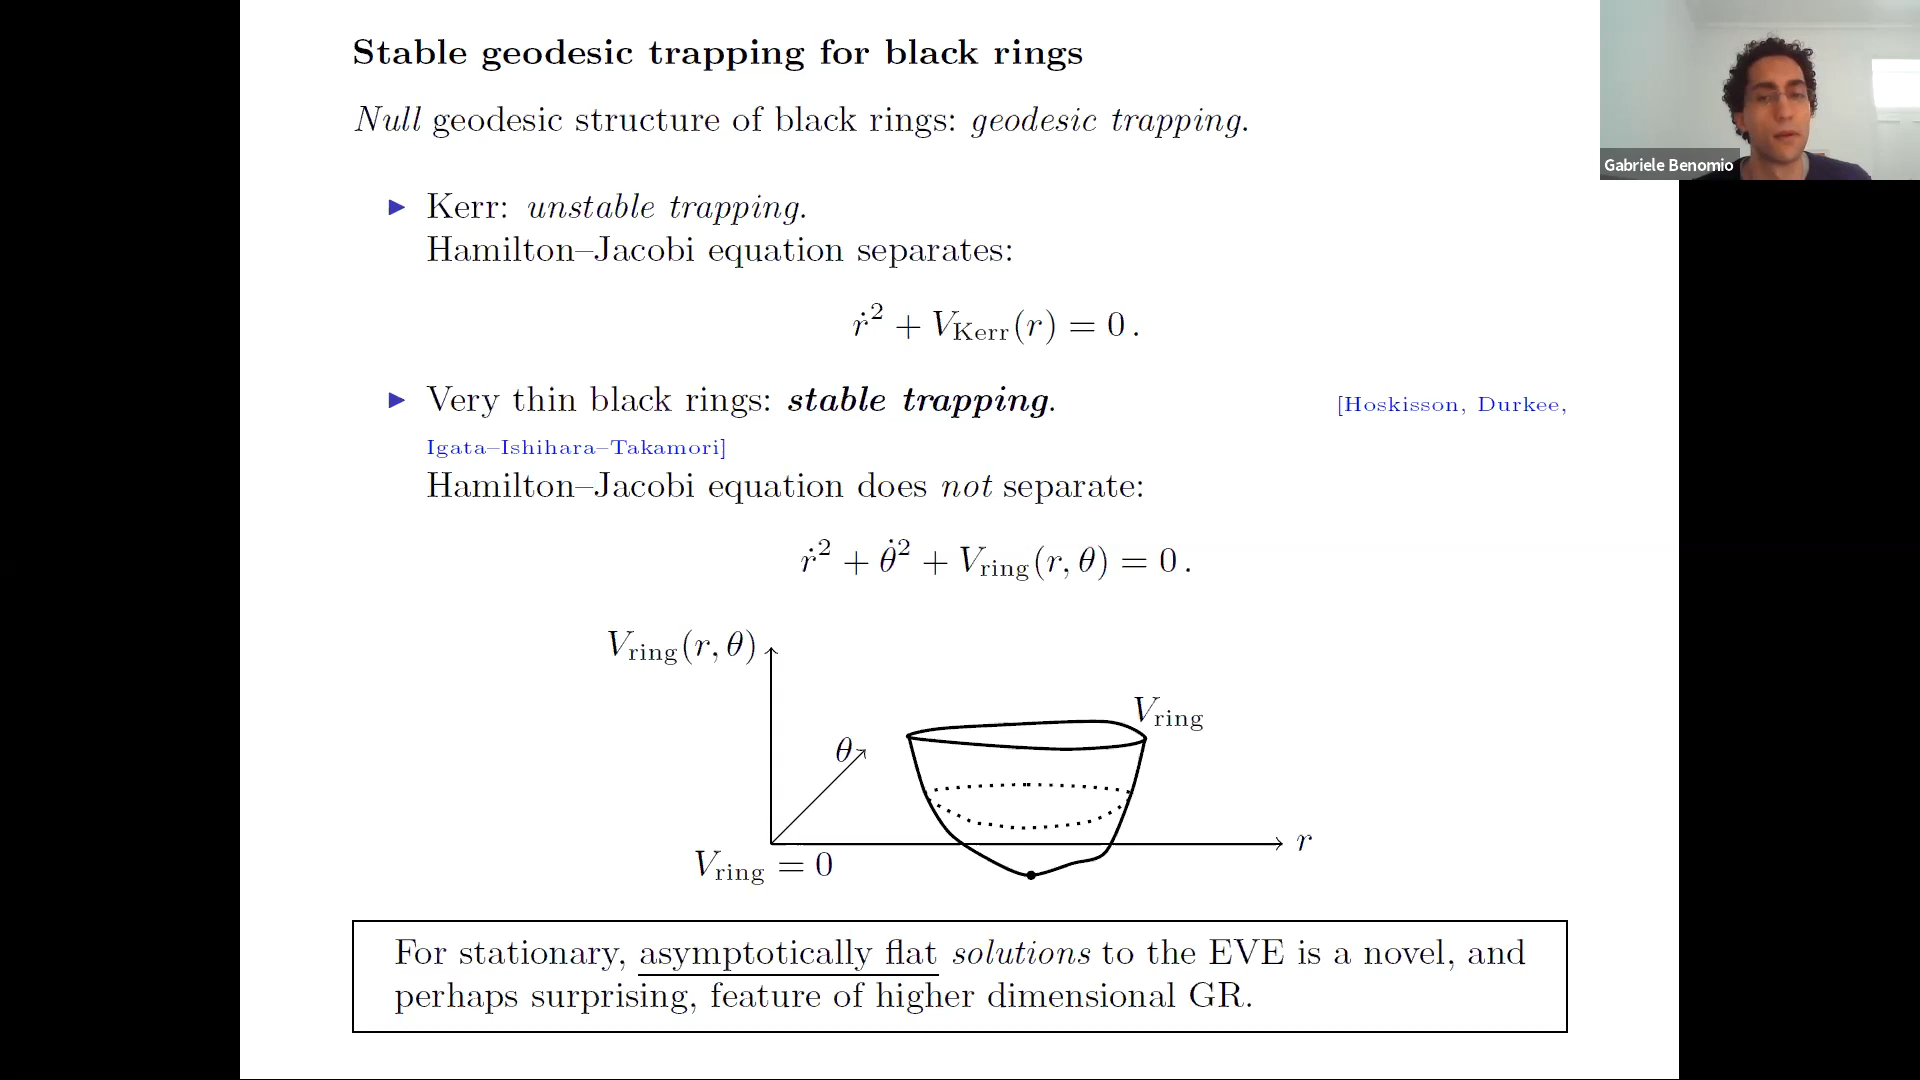 Stable geodesic trapping for black rings
Null geodesic structure of black rings: geodesic trapping.
▶ Kerr: unstable trapping.
Hamilton–Jacobi equation separates:
ṙ² + V_Kerr(r) = 0 .
▶ Very thin black rings: stable trapping. [Hoskisson, Durkee,
Igata–Ishihara–Takamori]
Hamilton–Jacobi equation does not separate:
ṙ² + θ̇² + V_ring(r, θ) = 0 .
V_ring(r, θ)
V_ring
θ
r
V_ring = 0
For stationary, asymptotically flat solutions to the EVE is a novel, and
perhaps surprising, feature of higher dimensional GR.
Gabriele Benomio